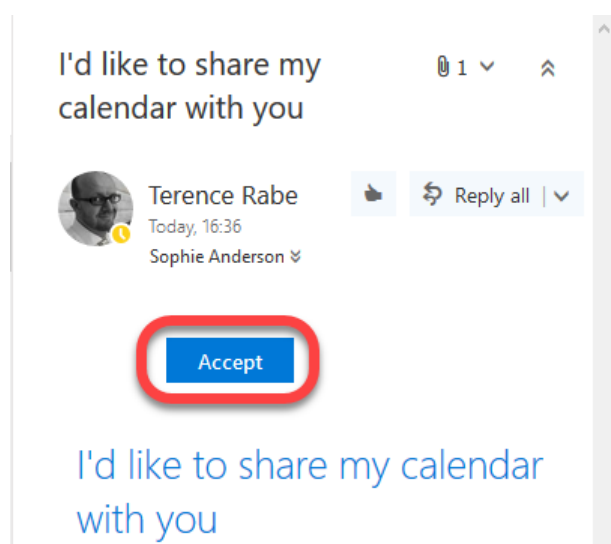 I'd like to share my
calendar with you
1
Terence Rabe
Reply all
Today, 16:36
Sophie Anderson
Accept
I'd like to share my calendar
with you